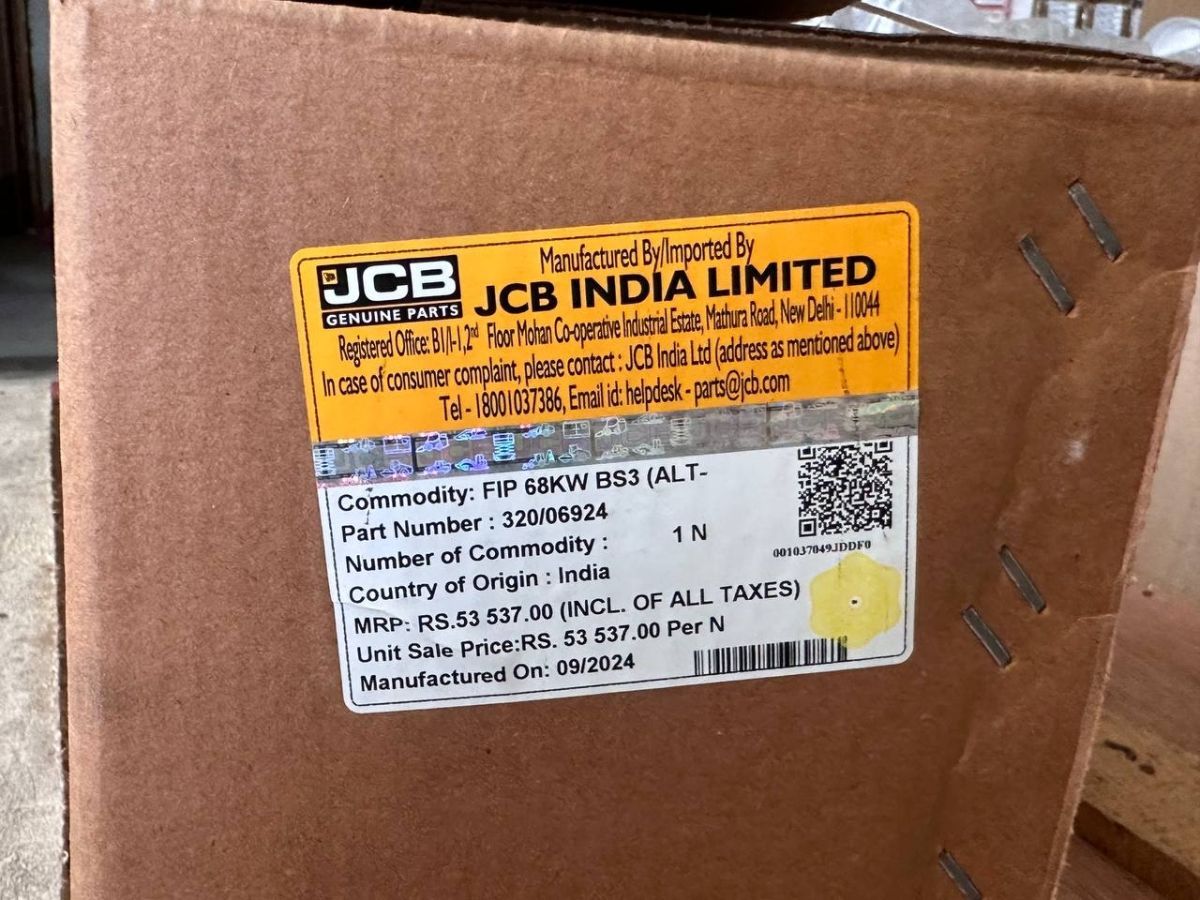 JCB
GENUINE PARTS
Manufactured By/Imported By
JCB INDIA LIMITED
Registered Office: B1/I-1,2nd Floor Mohan Co-operative Industrial Estate, Mathura Road, New Delhi - 110044
In case of consumer complaint, please contact : JCB India Ltd (address as mentioned above)
Tel - 18001037386, Email id: helpdesk - parts@jcb.com
Commodity: FIP 68KW BS3 (ALT-
Part Number : 320/06924
Number of Commodity : 1 N
Country of Origin : India
MRP: RS.53 537.00 (INCL. OF ALL TAXES)
Unit Sale Price:RS. 53 537.00 Per N
Manufactured On: 09/2024
001037049JDDF0